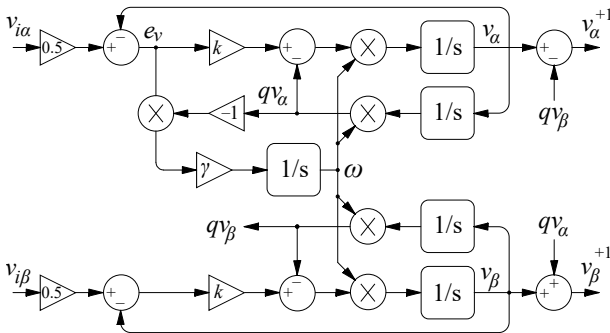 v_{iα} 0.5 + − e_v k + − × 1/s v_α + − v_α^{+1}
× −1 qv_α × 1/s qv_β
γ 1/s ω
qv_β × 1/s qv_α
v_{iβ} 0.5 + − k + − × 1/s v_β + + v_β^{+1}